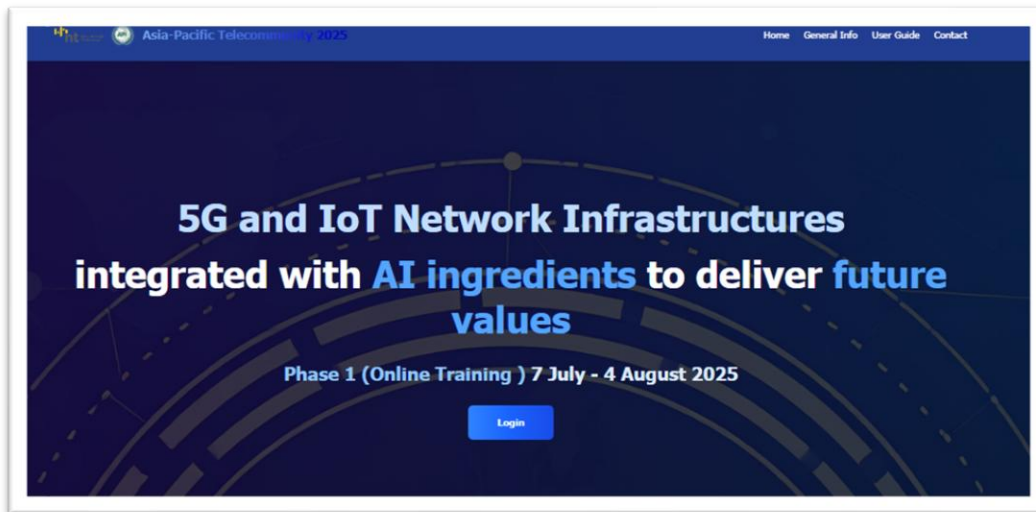 Asia-Pacific Telecommunity 2025
Home General Info User Guide Contact
5G and IoT Network Infrastructures
integrated with AI ingredients to deliver future
values
Phase 1 (Online Training ) 7 July - 4 August 2025
Login